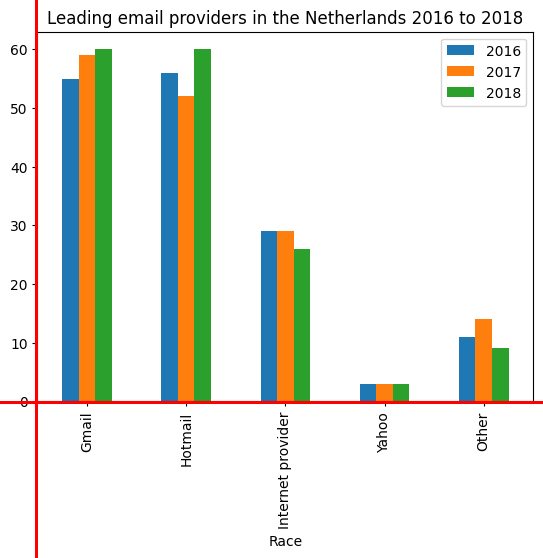 Leading email providers in the Netherlands 2016 to 2018
2016
2017
2018
60
50
40
30
20
10
0
Gmail
Hotmail
Internet provider
Yahoo
Other
Race